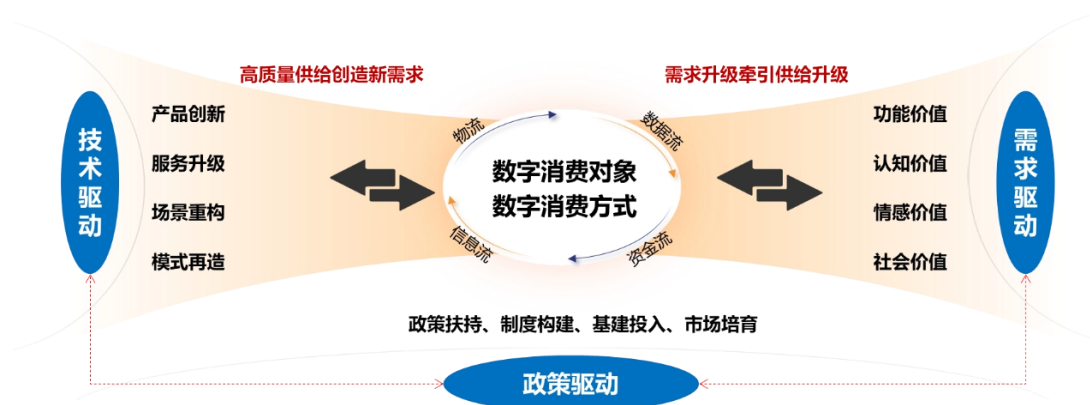 高质量供给创造新需求
需求升级牵引供给升级
技术驱动
产品创新
服务升级
场景重构
模式再造
物流
数据流
数字消费对象
数字消费方式
信息流
资金流
功能价值
认知价值
情感价值
社会价值
需求驱动
政策扶持、制度构建、基建投入、市场培育
政策驱动